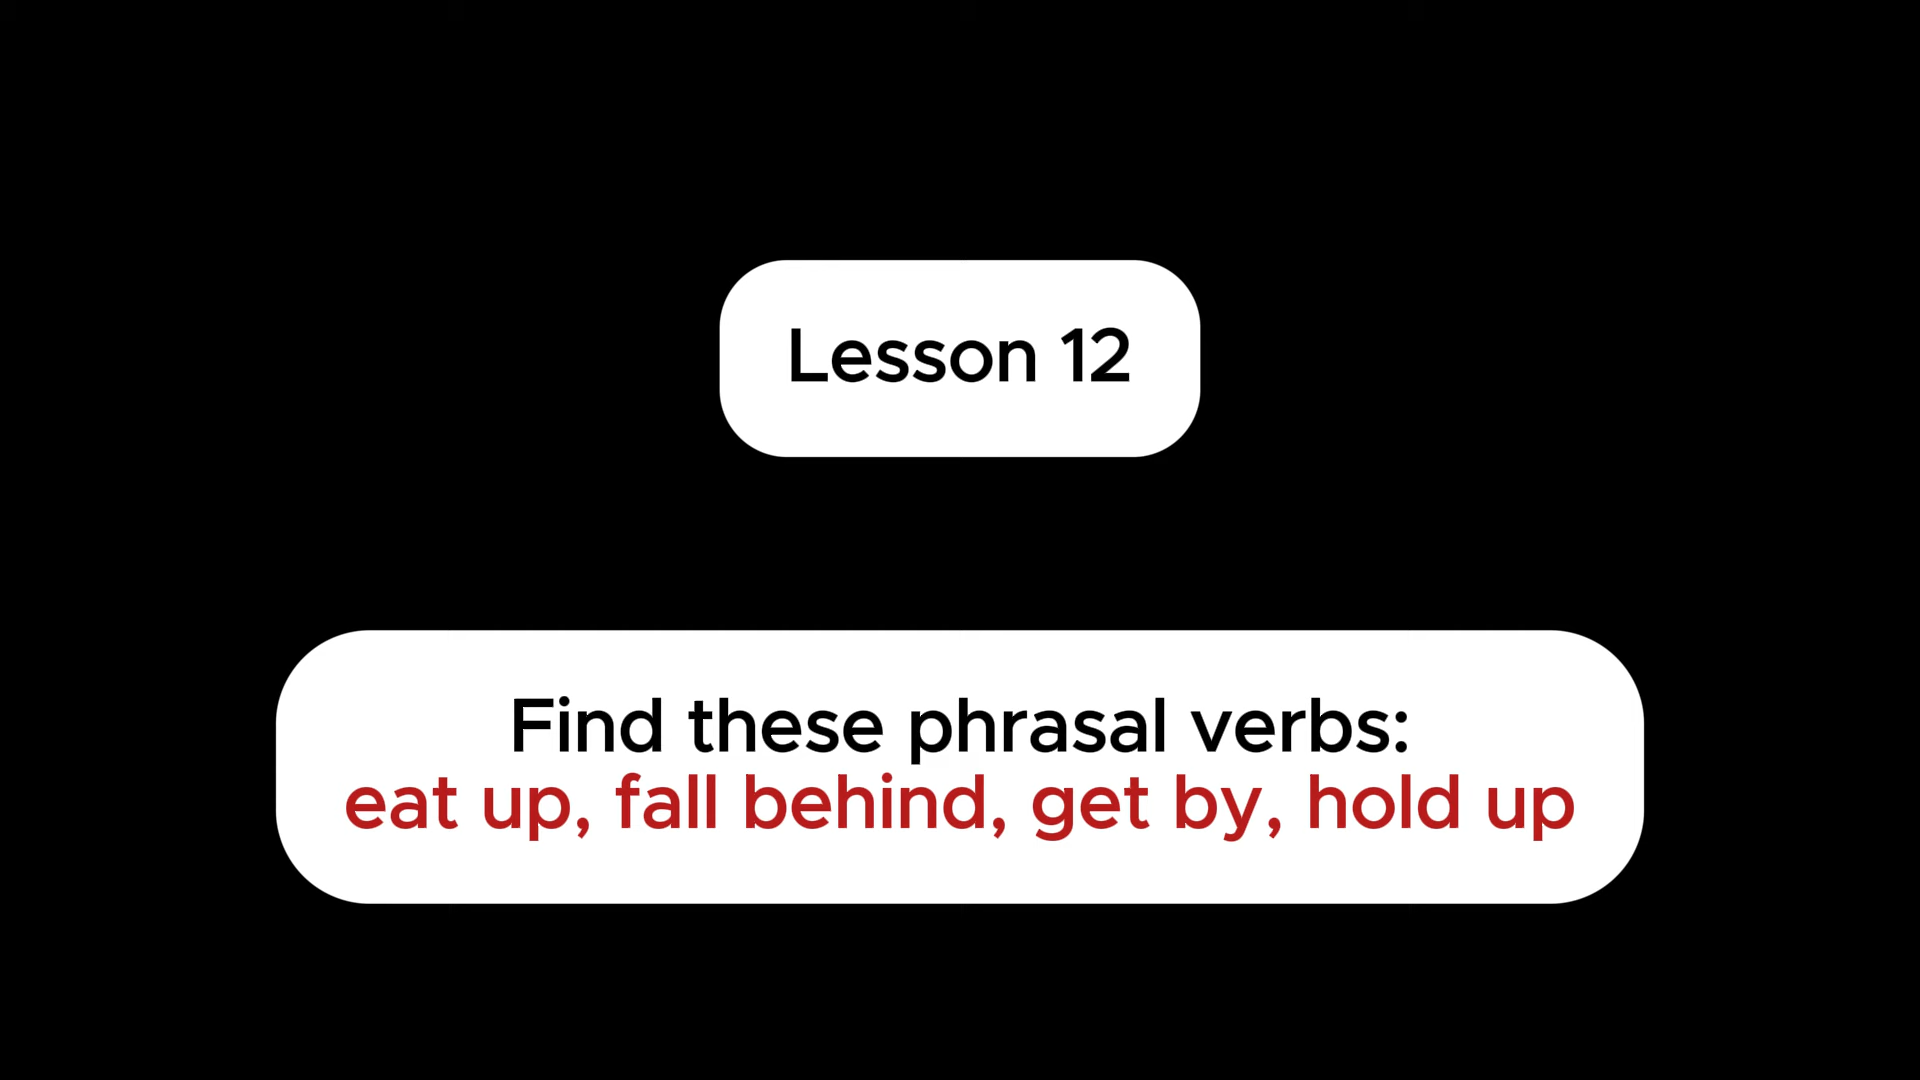 Lesson 12
Find these phrasal verbs:
eat up, fall behind, get by, hold up